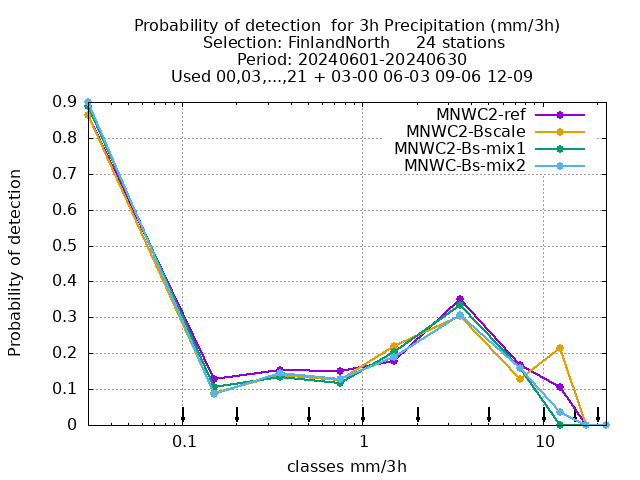 Probability of detection  for 3h Precipitation (mm/3h)
Selection: FinlandNorth     24 stations
Period: 20240601-20240630
Used 00,03,...,21 + 03-00 06-03 09-06 12-09
MNWC2-ref
MNWC2-Bscale
MNWC2-Bs-mix1
MNWC-Bs-mix2
Probability of detection
0.9
0.8
0.7
0.6
0.5
0.4
0.3
0.2
0.1
0
0.1 1 10
classes mm/3h